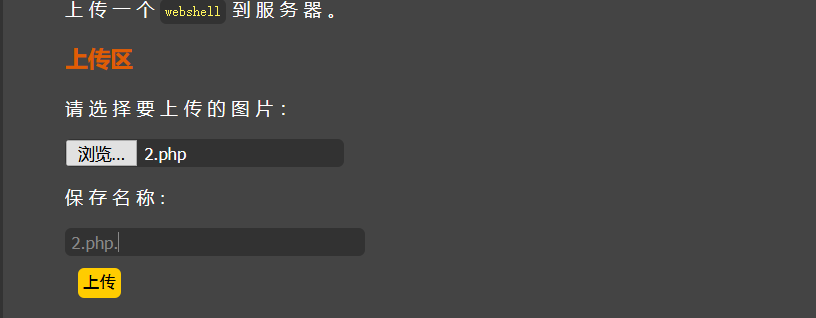 上传一个 webshell 到服务器。
上传区
请选择要上传的图片：
浏览... 2.php
保存名称：
2.php.
上传